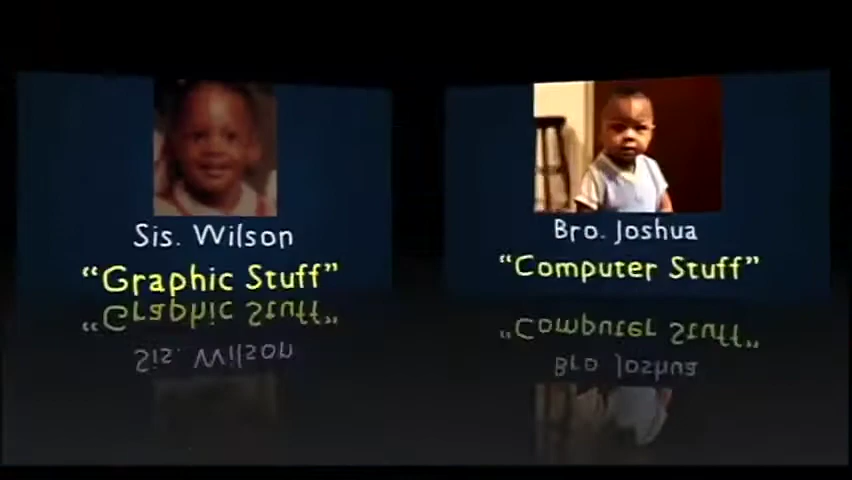 Sis. Wilson
“Graphic Stuff”
Bro. Joshua
“Computer Stuff”